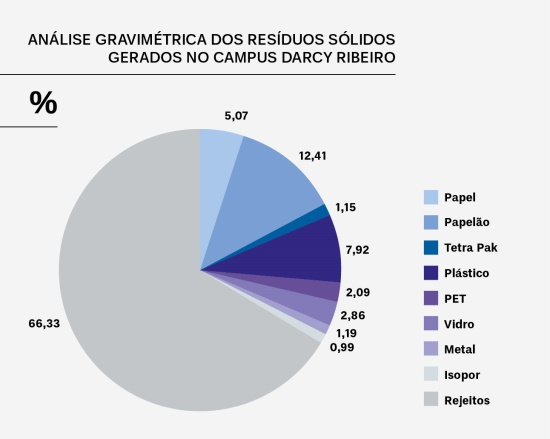 ANÁLISE GRAVIMÉTRICA DOS RESÍDUOS SÓLIDOS
GERADOS NO CAMPUS DARCY RIBEIRO
%
5,07
12,41
1,15
7,92
2,09
2,86
1,19
0,99
66,33
Papel
Papelão
Tetra Pak
Plástico
PET
Vidro
Metal
Isopor
Rejeitos